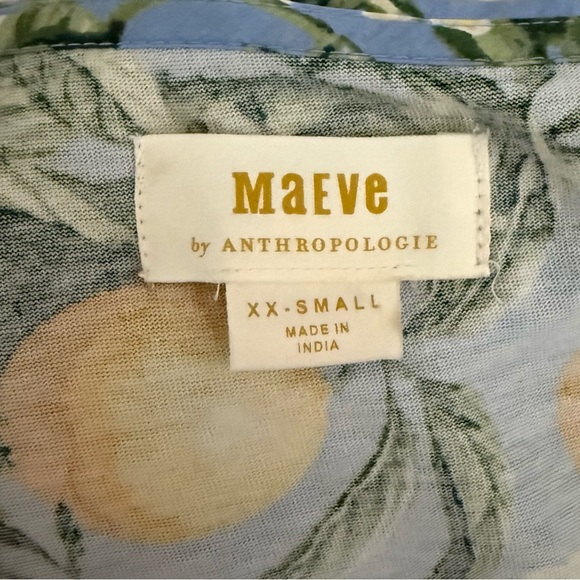 MaEve
by ANTHROPOLOGIE
XX-SMALL
MADE IN
INDIA